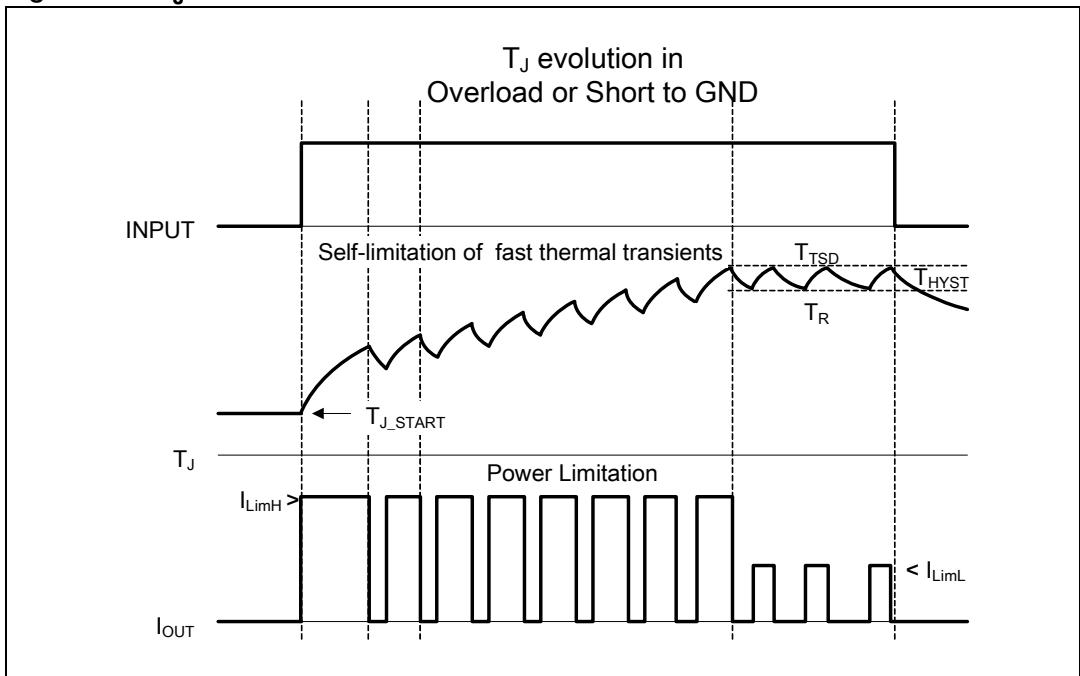 T_J evolution in
Overload or Short to GND
INPUT
Self-limitation of fast thermal transients
T_TSD
T_HYST
T_R
T_J_START
T_J
Power Limitation
I_LimH >
< I_LimL
I_OUT